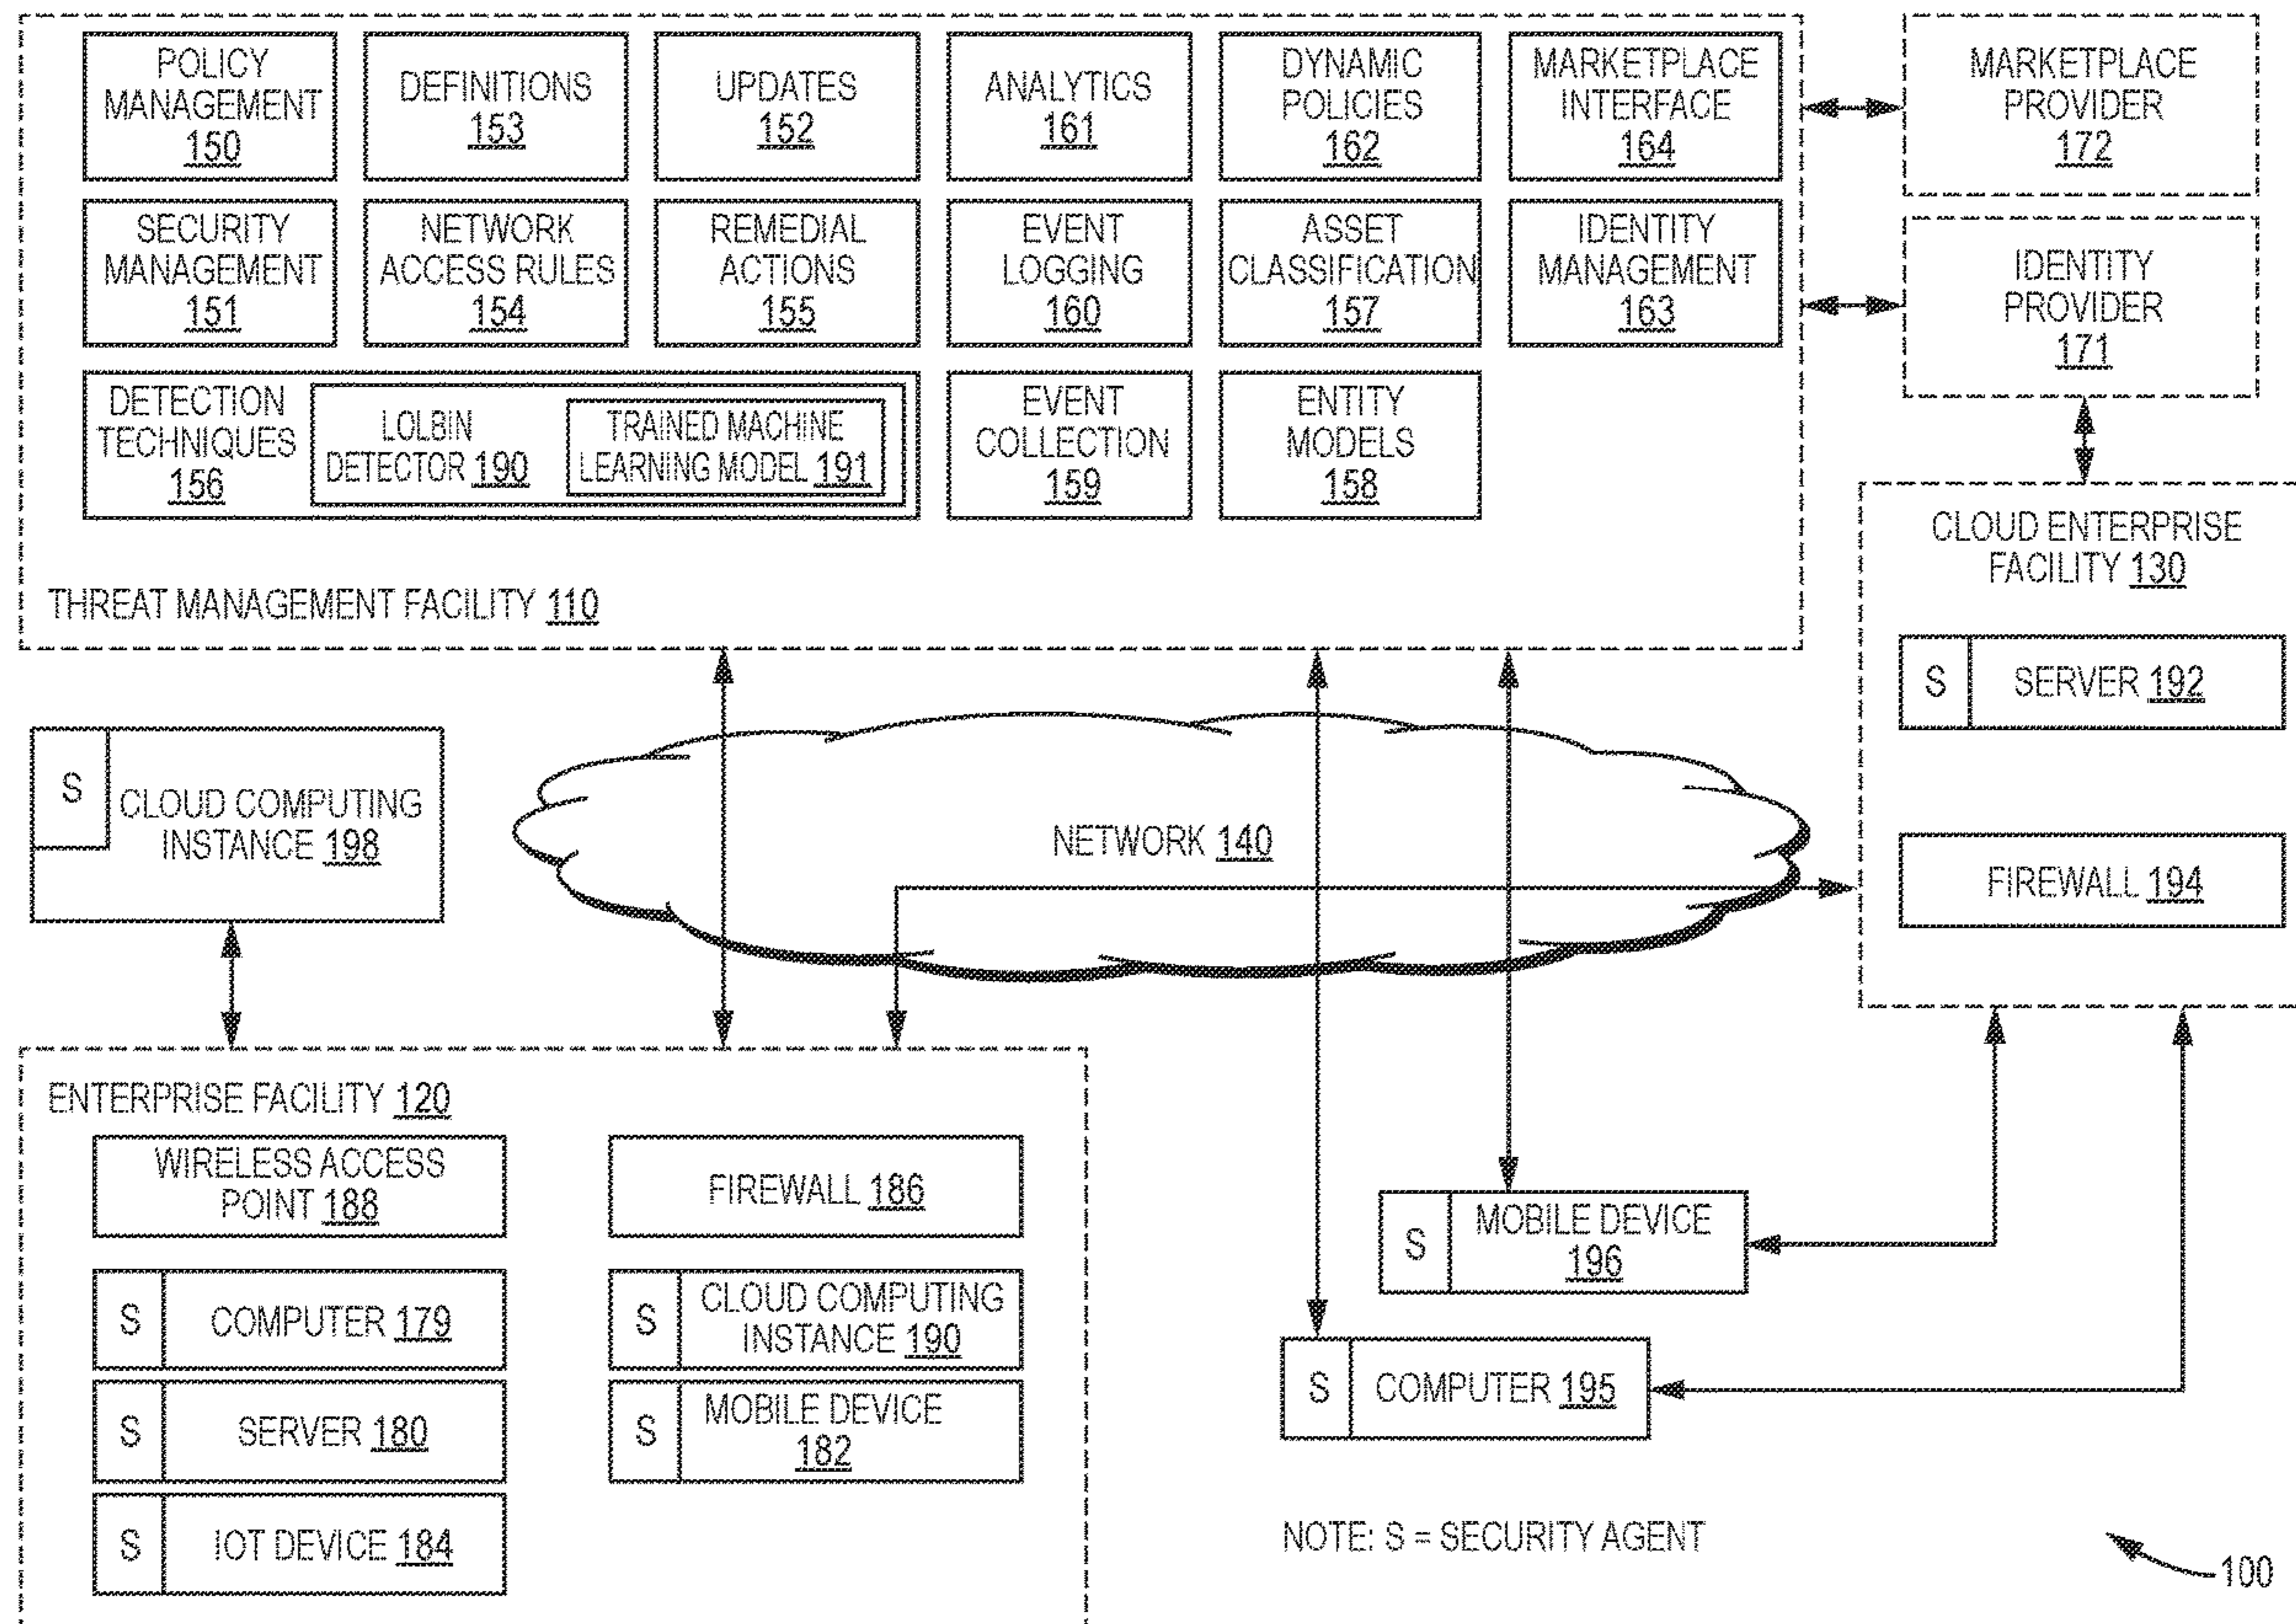 POLICY
MANAGEMENT
150
DEFINITIONS
153
UPDATES
152
ANALYTICS
161
DYNAMIC
POLICIES
162
MARKETPLACE
INTERFACE
164
MARKETPLACE
PROVIDER
172
SECURITY
MANAGEMENT
151
NETWORK
ACCESS RULES
154
REMEDIAL
ACTIONS
155
EVENT
LOGGING
160
ASSET
CLASSIFICATION
157
IDENTITY
MANAGEMENT
163
IDENTITY
PROVIDER
171
DETECTION
TECHNIQUES
156
LOLBIN
DETECTOR 190
TRAINED MACHINE
LEARNING MODEL 191
EVENT
COLLECTION
159
ENTITY
MODELS
158
THREAT MANAGEMENT FACILITY 110
CLOUD ENTERPRISE
FACILITY 130
S
SERVER 192
FIREWALL 194
S
CLOUD COMPUTING
INSTANCE 198
NETWORK 140
ENTERPRISE FACILITY 120
WIRELESS ACCESS
POINT 188
FIREWALL 186
S
COMPUTER 179
S
CLOUD COMPUTING
INSTANCE 190
S
SERVER 180
S
MOBILE DEVICE
182
S
IOT DEVICE 184
S
MOBILE DEVICE
196
S
COMPUTER 195
NOTE: S = SECURITY AGENT
100